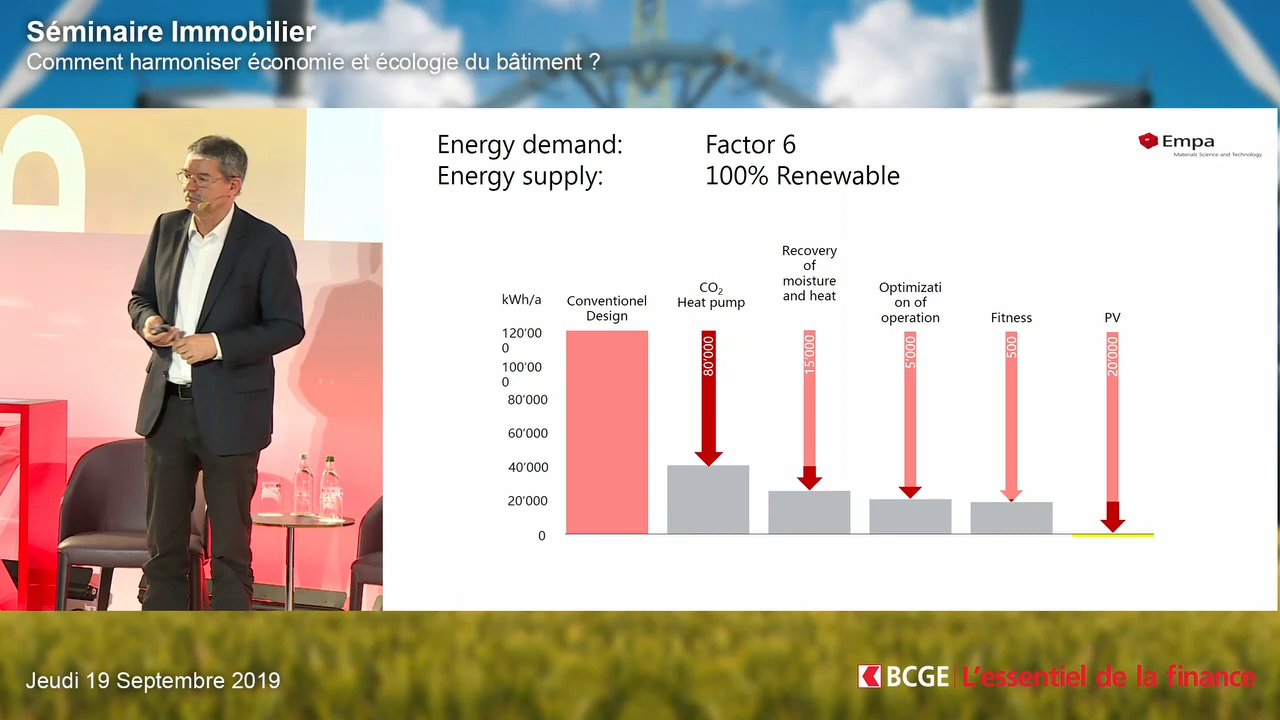 Séminaire Immobilier
Comment harmoniser économie et écologie du bâtiment ?
B
Energy demand: Factor 6
Energy supply: 100% Renewable
Empa
Materials Science and Technology
kWh/a
120'00
0
100'00
0
80'000
60'000
40'000
20'000
0
Conventionel
Design
CO₂
Heat pump
Recovery
of
moisture
and heat
Optimizati
on of
operation
Fitness
PV
80'000
15'000
5'000
500
20'000
Jeudi 19 Septembre 2019
BCGE L'essentiel de la finance